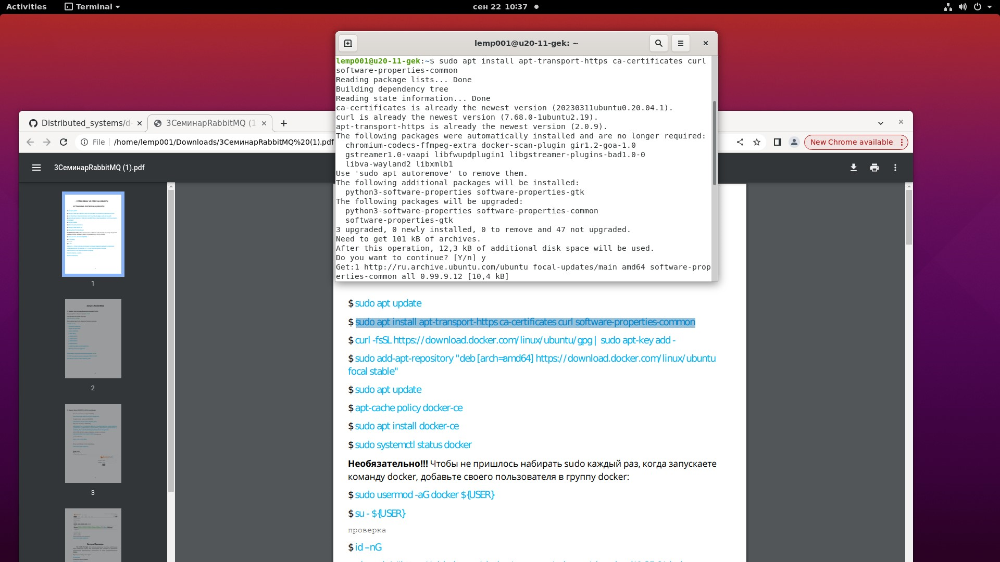 Activities
Terminal
сен 22 10:37
lemp001@u20-11-gek: ~
lemp001@u20-11-gek:~$ sudo apt install apt-transport-https ca-certificates curl
software-properties-common
Reading package lists... Done
Building dependency tree
Reading state information... Done
ca-certificates is already the newest version (20230311ubuntu0.20.04.1).
curl is already the newest version (7.68.0-1ubuntu2.19).
apt-transport-https is already the newest version (2.0.9).
The following packages were automatically installed and are no longer required:
chromium-codecs-ffmpeg-extra docker-scan-plugin gir1.2-goa-1.0
gstreamer1.0-vaapi libfwupdplugin1 libgstreamer-plugins-bad1.0-0
libva-wayland2 libxmlb1
Use 'sudo apt autoremove' to remove them.
The following additional packages will be installed:
python3-software-properties software-properties-gtk
The following packages will be upgraded:
python3-software-properties software-properties-common
software-properties-gtk
3 upgraded, 0 newly installed, 0 to remove and 47 not upgraded.
Need to get 101 kB of archives.
After this operation, 12,3 kB of additional disk space will be used.
Do you want to continue? [Y/n] y
Get:1 http://ru.archive.ubuntu.com/ubuntu focal-updates/main amd64 software-prop
erties-common all 0.99.9.12 [10,4 kB]
Distributed_systems/d
3СеминарRabbitMQ (1
File
/home/lemp001/Downloads/3СеминарRabbitMQ%20(1).pdf
New Chrome available
3СеминарRabbitMQ (1).pdf
УСТАНОВКА VS CODE НА UBUNTU
УСТАНОВКА DOCKER НА UBUNTU
1
Запуск RabbitMQ
2
3
Запуск Примера
$ sudo apt update
$ sudo apt install apt-transport-https ca-certificates curl software-properties-common
$ curl -fsSL https://download.docker.com/linux/ubuntu/gpg | sudo apt-key add -
$ sudo add-apt-repository "deb [arch=amd64] https://download.docker.com/linux/ubuntu
focal stable"
$ sudo apt update
$ apt-cache policy docker-ce
$ sudo apt install docker-ce
$ sudo systemctl status docker
Необязательно!!! Чтобы не пришлось набирать sudo каждый раз, когда запускаете
команду docker, добавьте своего пользователя в группу docker:
$ sudo usermod -aG docker ${USER}
$ su - ${USER}
проверка
$ id –nG